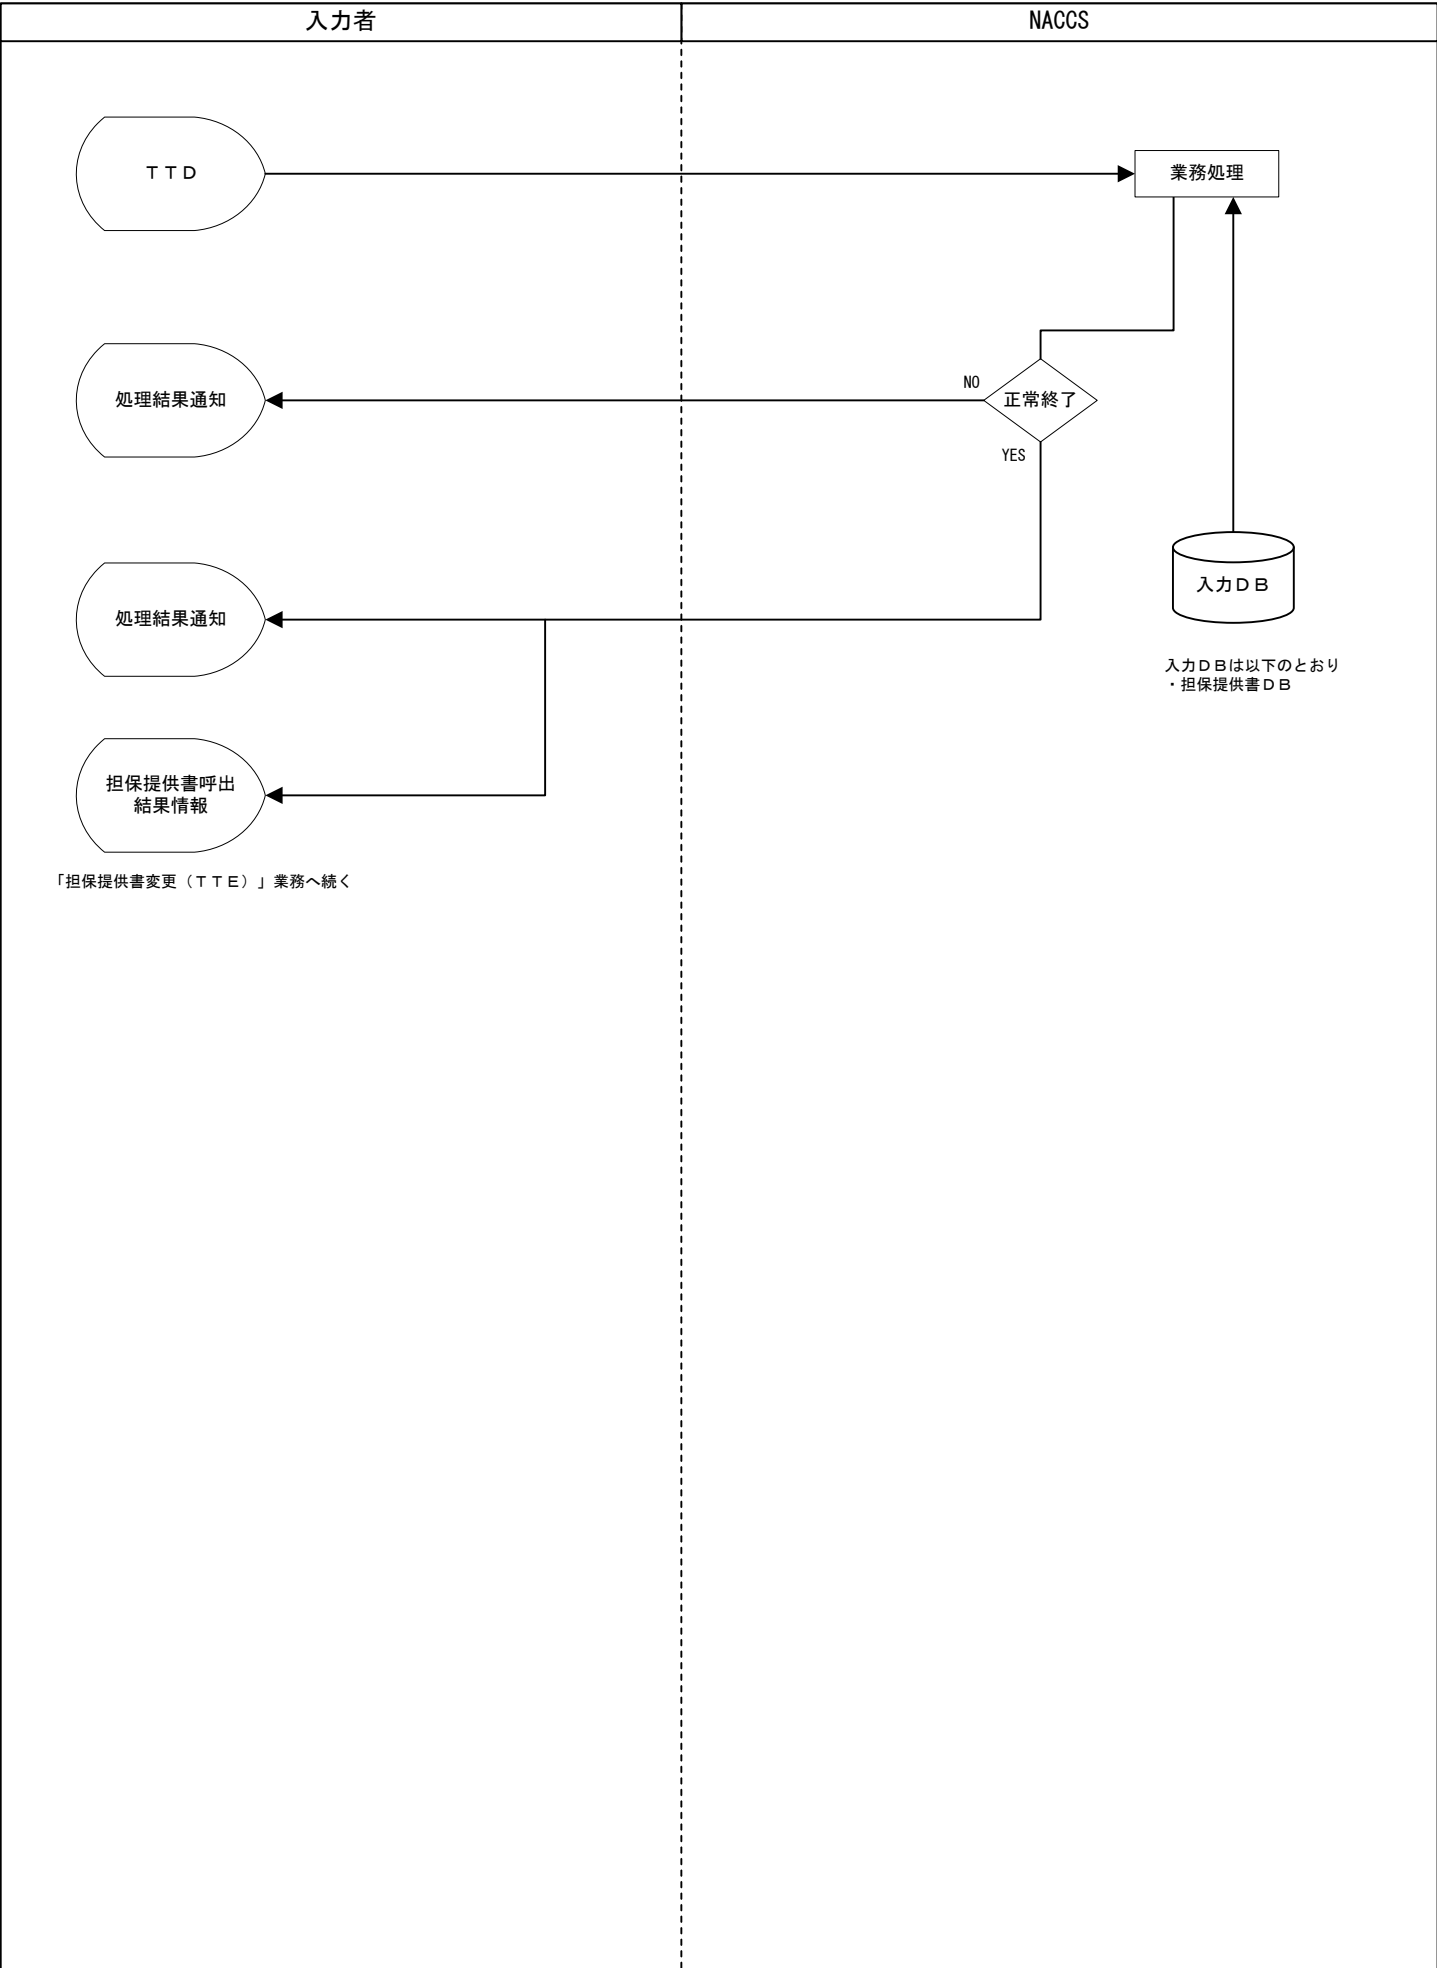 入力者
NACCS
ＴＴＤ
業務処理
処理結果通知
NO
正常終了
YES
処理結果通知
入力ＤＢ
入力ＤＢは以下のとおり
・担保提供書ＤＢ
担保提供書呼出
結果情報
「担保提供書変更（ＴＴＥ）」業務へ続く